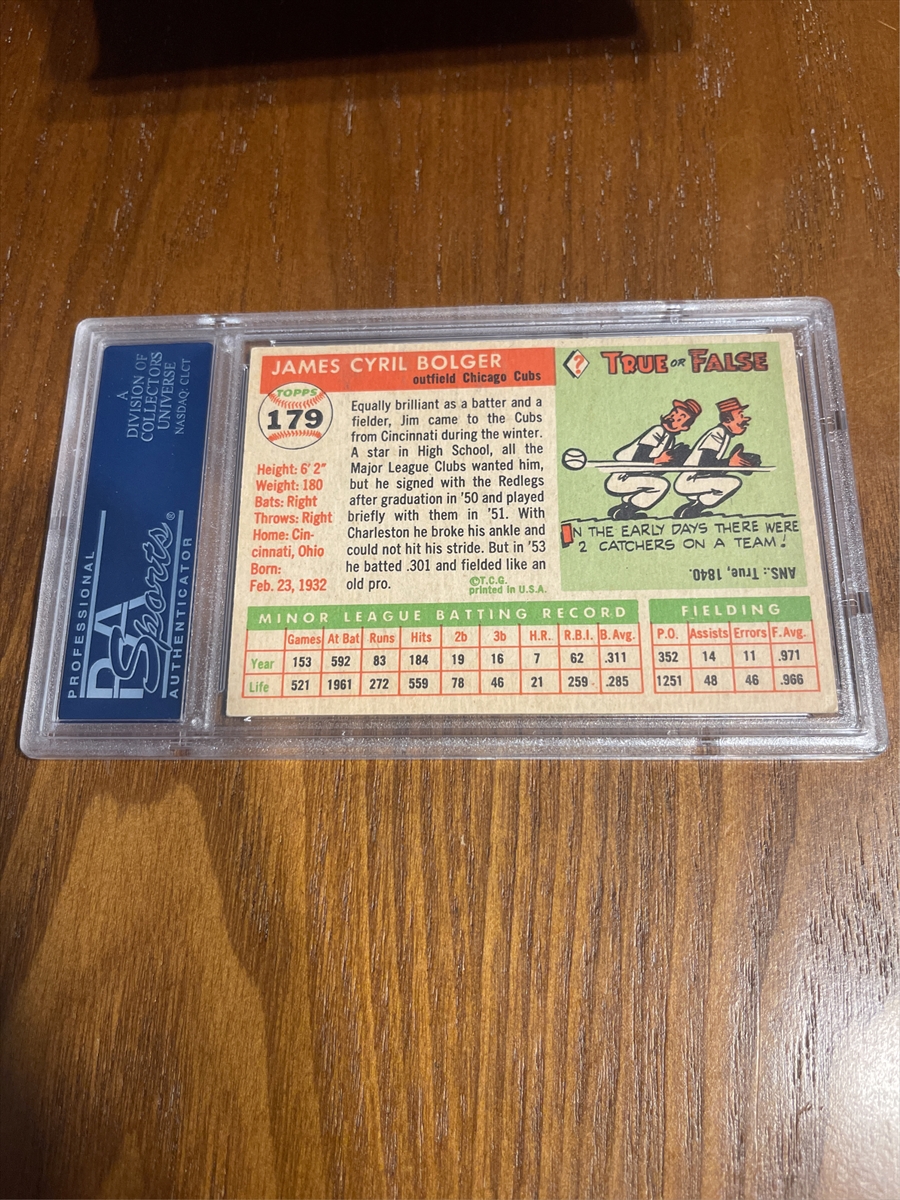 A
DIVISION OF
COLLECTORS
UNIVERSE
NASDAQ: CLCT
PROFESSIONAL
PSA
Sports®
AUTHENTICATOR
JAMES CYRIL BOLGER
outfield Chicago Cubs
TOPPS
179
Height: 6' 2"
Weight: 180
Bats: Right
Throws: Right
Home: Cin-
cinnati, Ohio
Born:
Feb. 23, 1932
Equally brilliant as a batter and a
fielder, Jim came to the Cubs
from Cincinnati during the winter.
A star in High School, all the
Major League Clubs wanted him,
but he signed with the Redlegs
after graduation in '50 and played
briefly with them in '51. With
Charleston he broke his ankle and
could not hit his stride. But in '53
he batted .301 and fielded like an
old pro.
©T.C.G.
printed in U.S.A.
? TRUE OR FALSE
IN THE EARLY DAYS THERE WERE
2 CATCHERS ON A TEAM!
ANS.: True, 1840.
MINOR LEAGUE BATTING RECORD
Games At Bat Runs Hits 2b 3b H.R. R.B.I. B. Avg.
Year 153 592 83 184 19 16 7 62 .311
Life 521 1961 272 559 78 46 21 259 .285
FIELDING
P.O. Assists Errors F. Avg.
352 14 11 .971
1251 48 46 .966